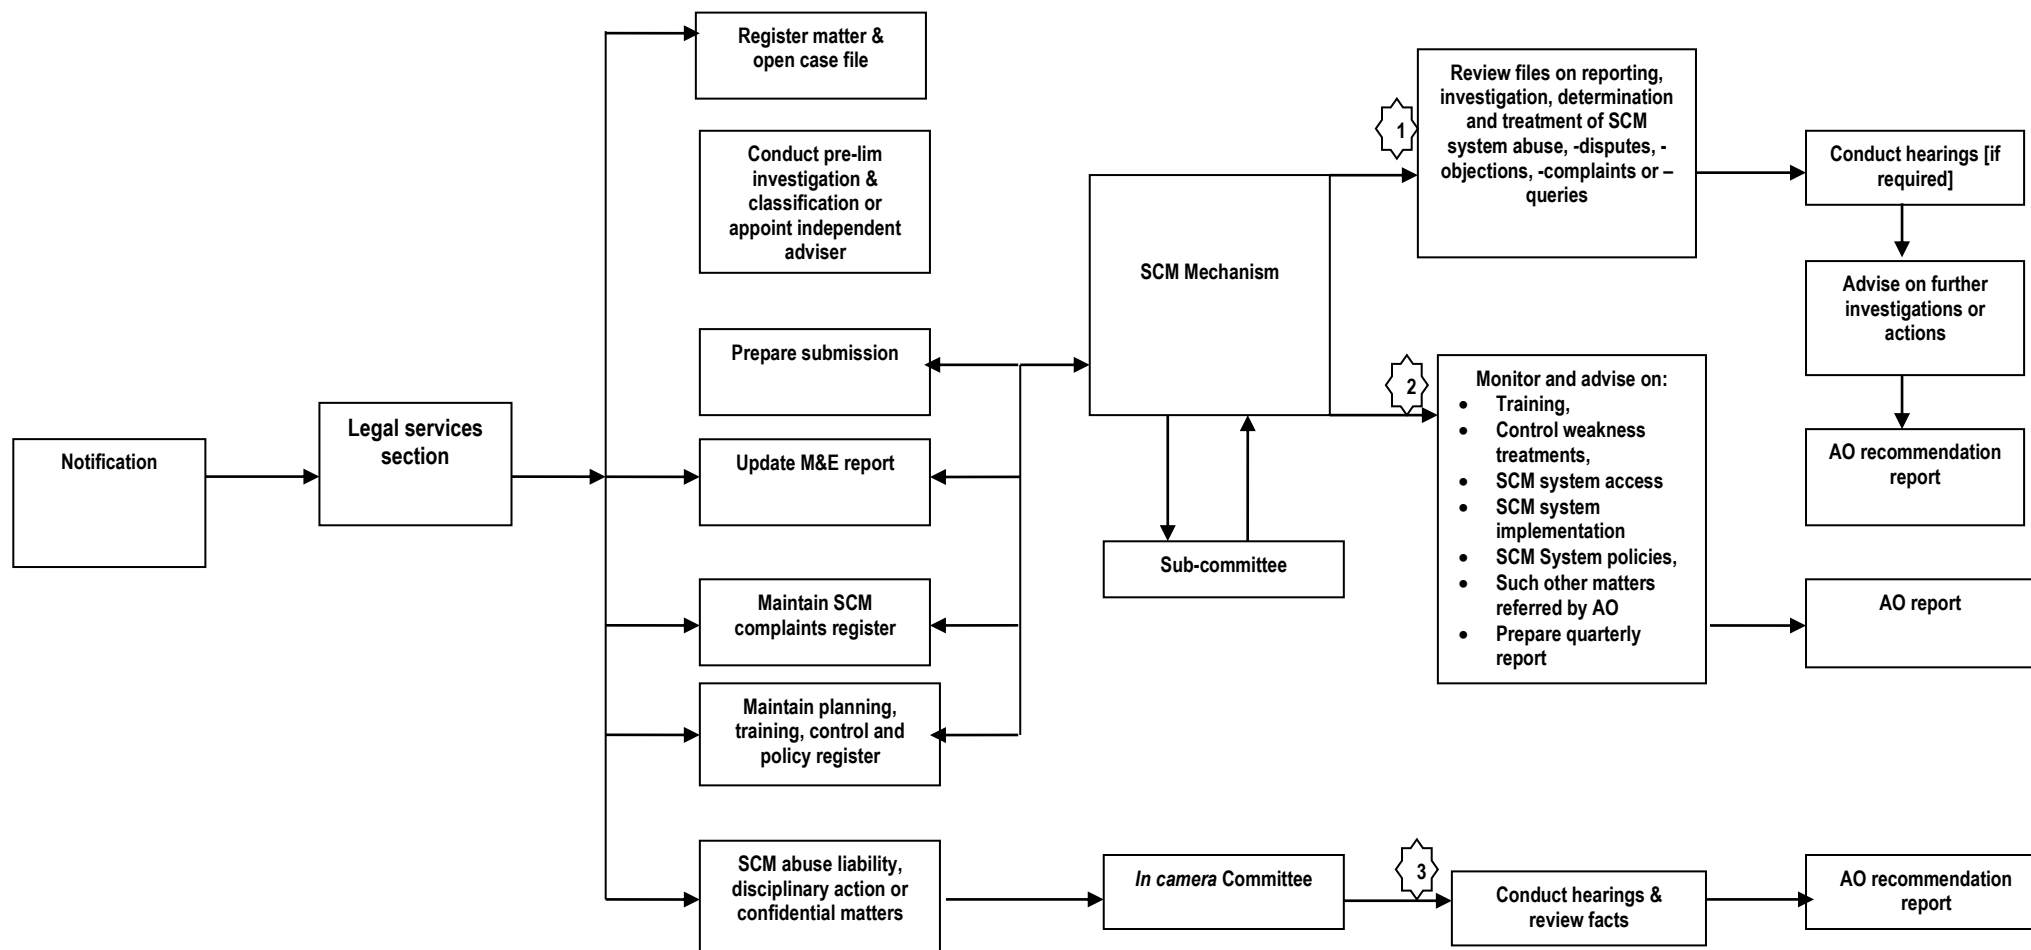 Notification
Legal services
section
Register matter &
open case file
Conduct pre-lim
investigation &
classification or
appoint independent
adviser
Prepare submission
Update M&E report
Maintain SCM
complaints register
Maintain planning,
training, control and
policy register
SCM abuse liability,
disciplinary action or
confidential matters
SCM Mechanism
Sub-committee
In camera Committee
1
Review files on reporting,
investigation, determination
and treatment of SCM
system abuse, -disputes, -
objections, -complaints or –
queries
2
Monitor and advise on:
• Training,
• Control weakness
treatments,
• SCM system access
• SCM system
implementation
• SCM System policies,
• Such other matters
referred by AO
• Prepare quarterly
report
3
Conduct hearings &
review facts
Conduct hearings [if
required]
Advise on further
investigations or
actions
AO recommendation
report
AO report
AO recommendation
report